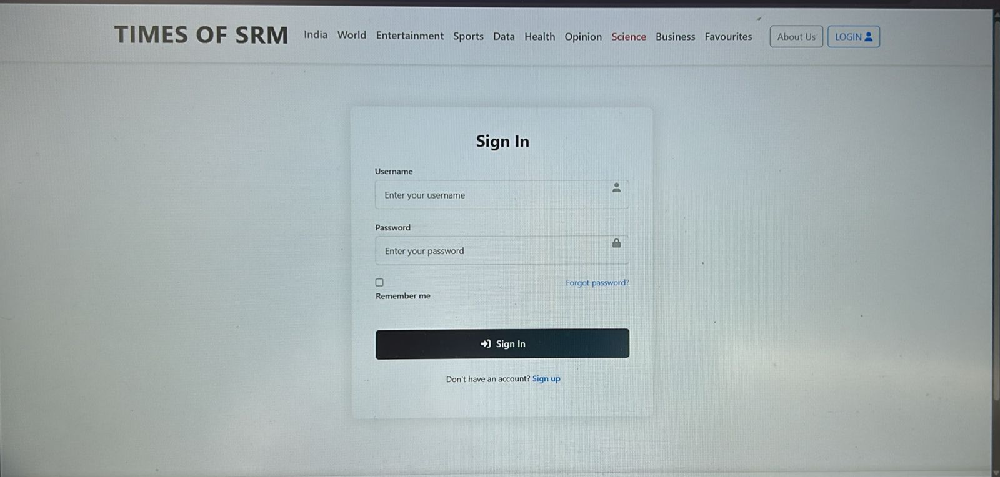 TIMES OF SRM India World Entertainment Sports Data Health Opinion Science Business Favourites About Us LOGIN
Sign In
Username
Enter your username
Password
Enter your password
Forgot password?
Remember me
Sign In
Don't have an account? Sign up